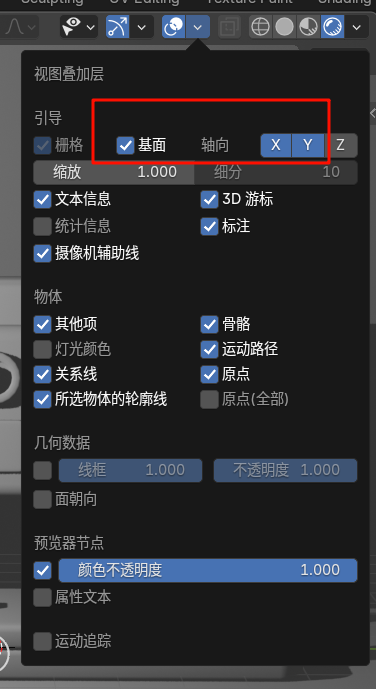 Sculpting UV Editing Texture Paint Shading
视图叠加层
引导
栅格 基面 轴向 X Y Z
缩放 1.000 细分 10
文本信息 3D 游标
统计信息 标注
摄像机辅助线
物体
其他项 骨骼
灯光颜色 运动路径
关系线 原点
所选物体的轮廓线 原点(全部)
几何数据
线框 1.000 不透明度 1.000
面朝向
预览器节点
颜色不透明度 1.000
属性文本
运动追踪